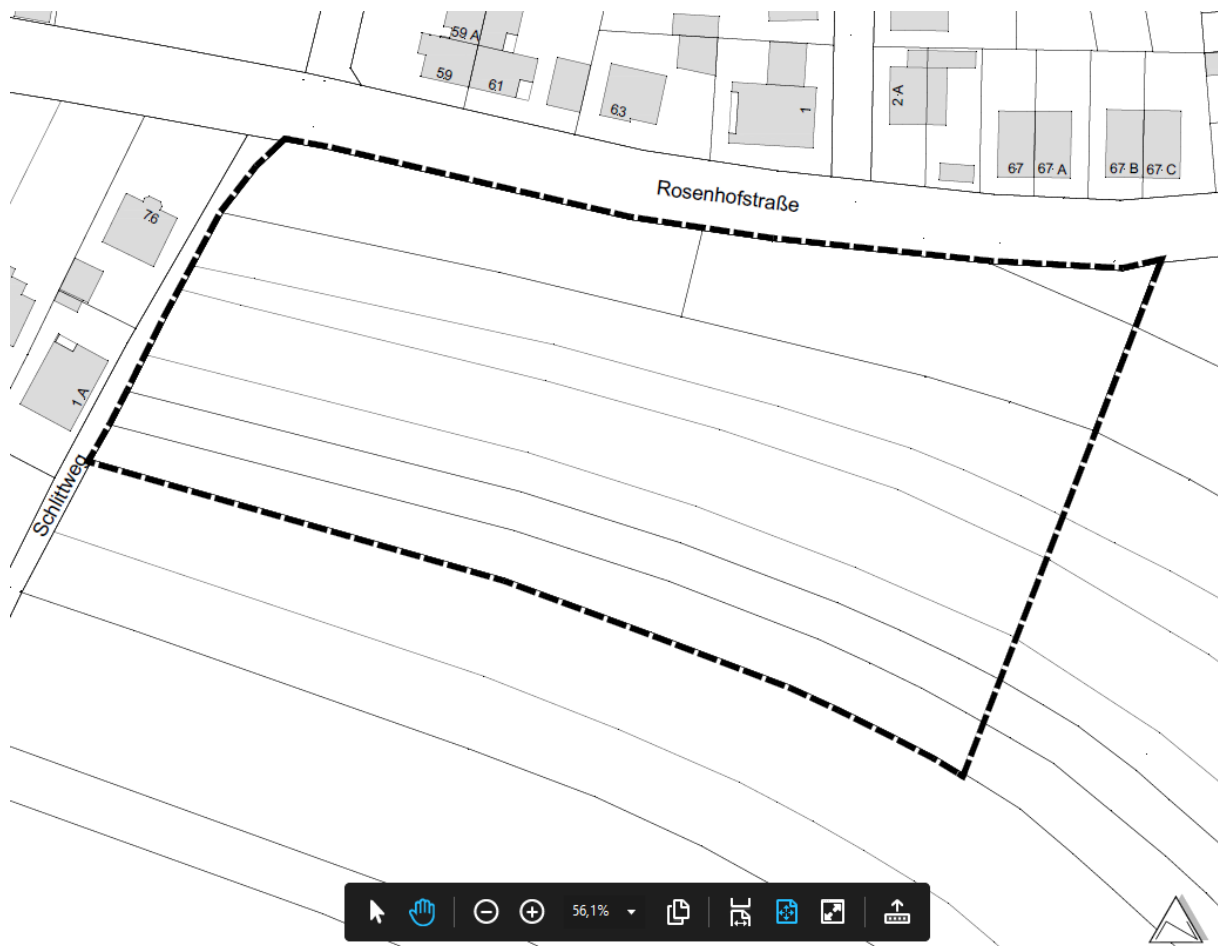 59 A
59
61
63
1
2 A
67
67 A
67 B
67 C
Rosenhofstraße
76
1 A
Schlittweg
56,1%